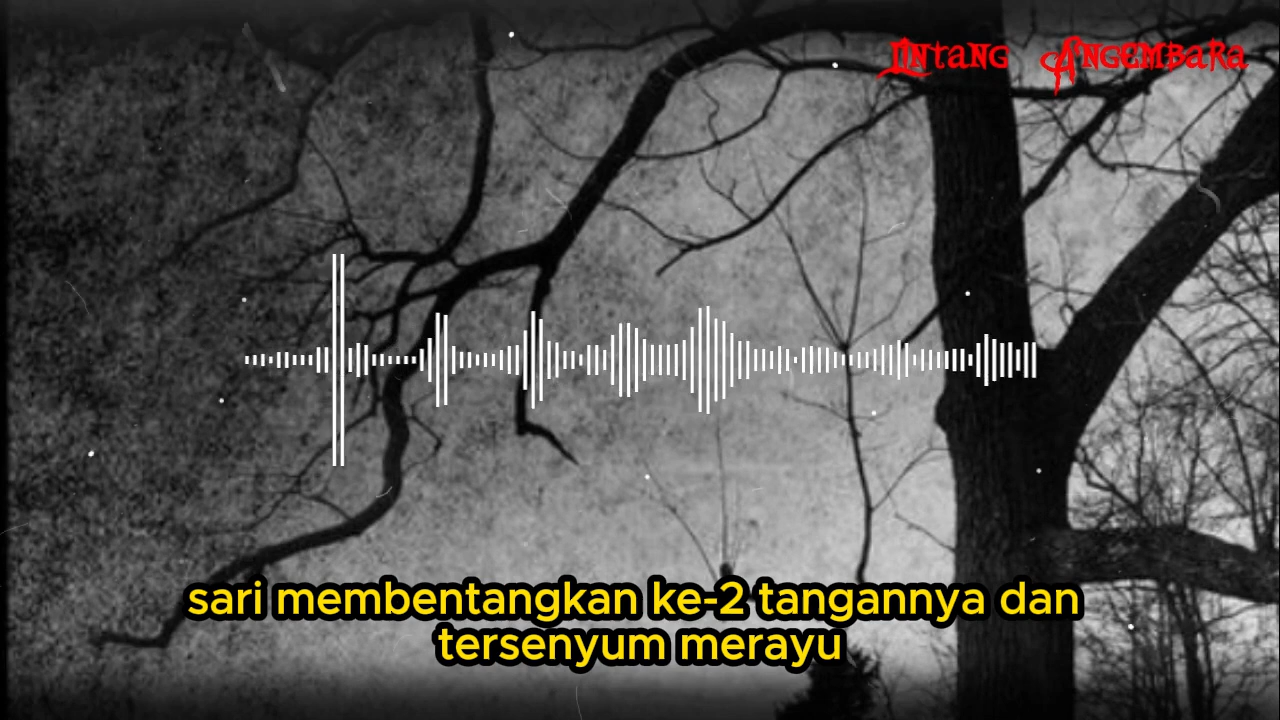 Lintang Angembara
sari membentangkan ke-2 tangannya dan
tersenyum merayu